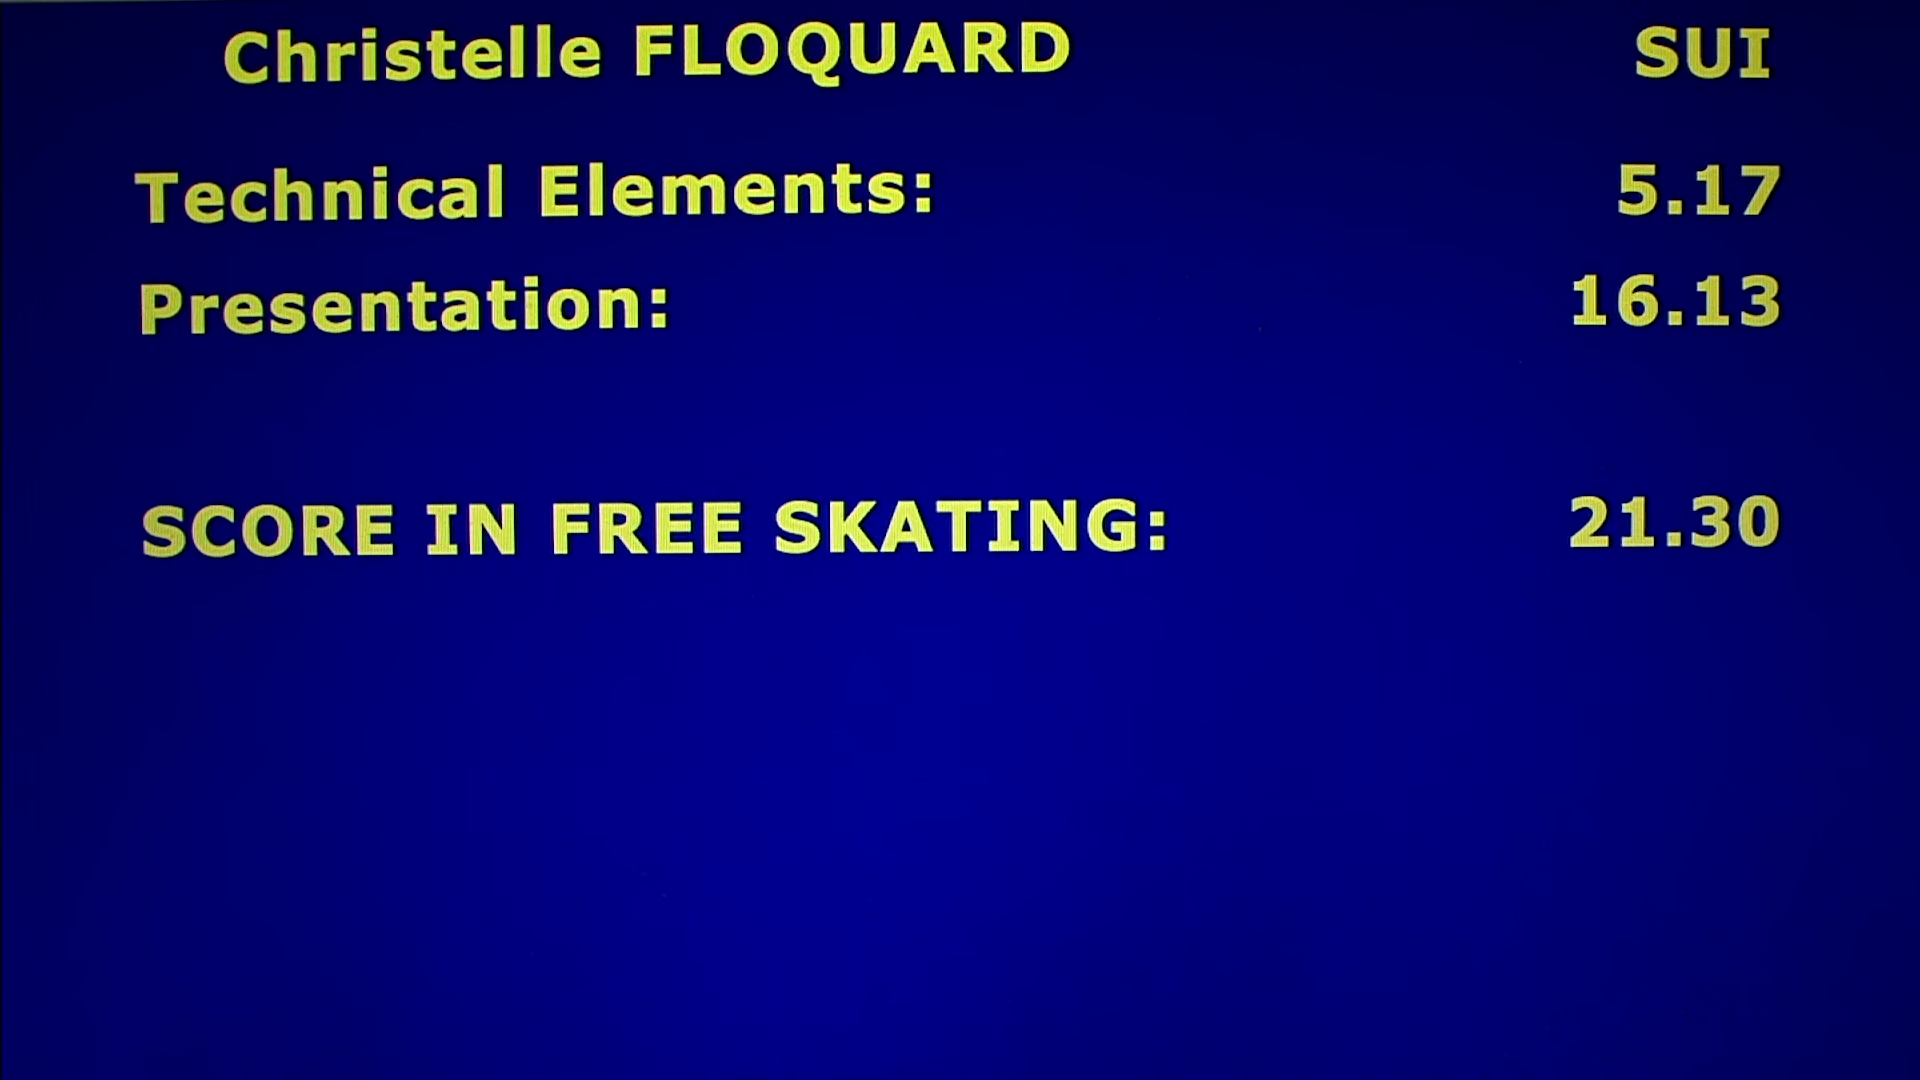 Christelle FLOQUARD SUI
Technical Elements: 5.17
Presentation: 16.13
SCORE IN FREE SKATING: 21.30